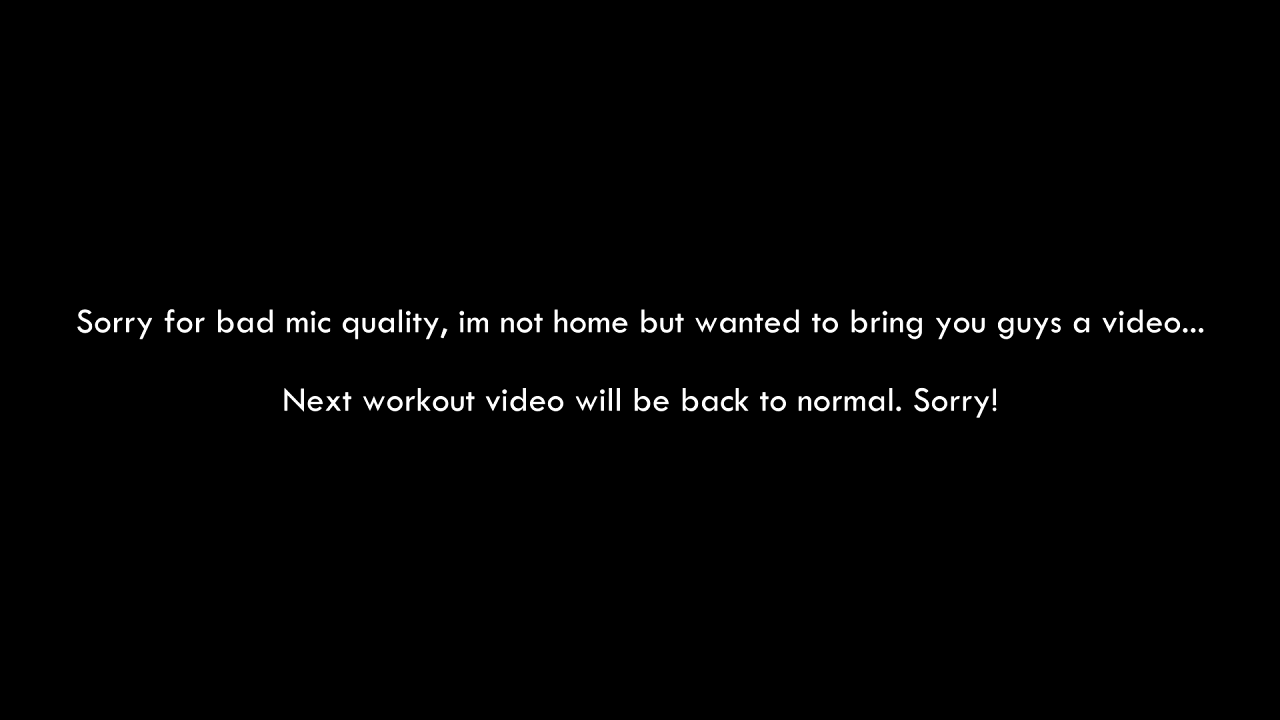 Sorry for bad mic quality, im not home but wanted to bring you guys a video...
Next workout video will be back to normal. Sorry!